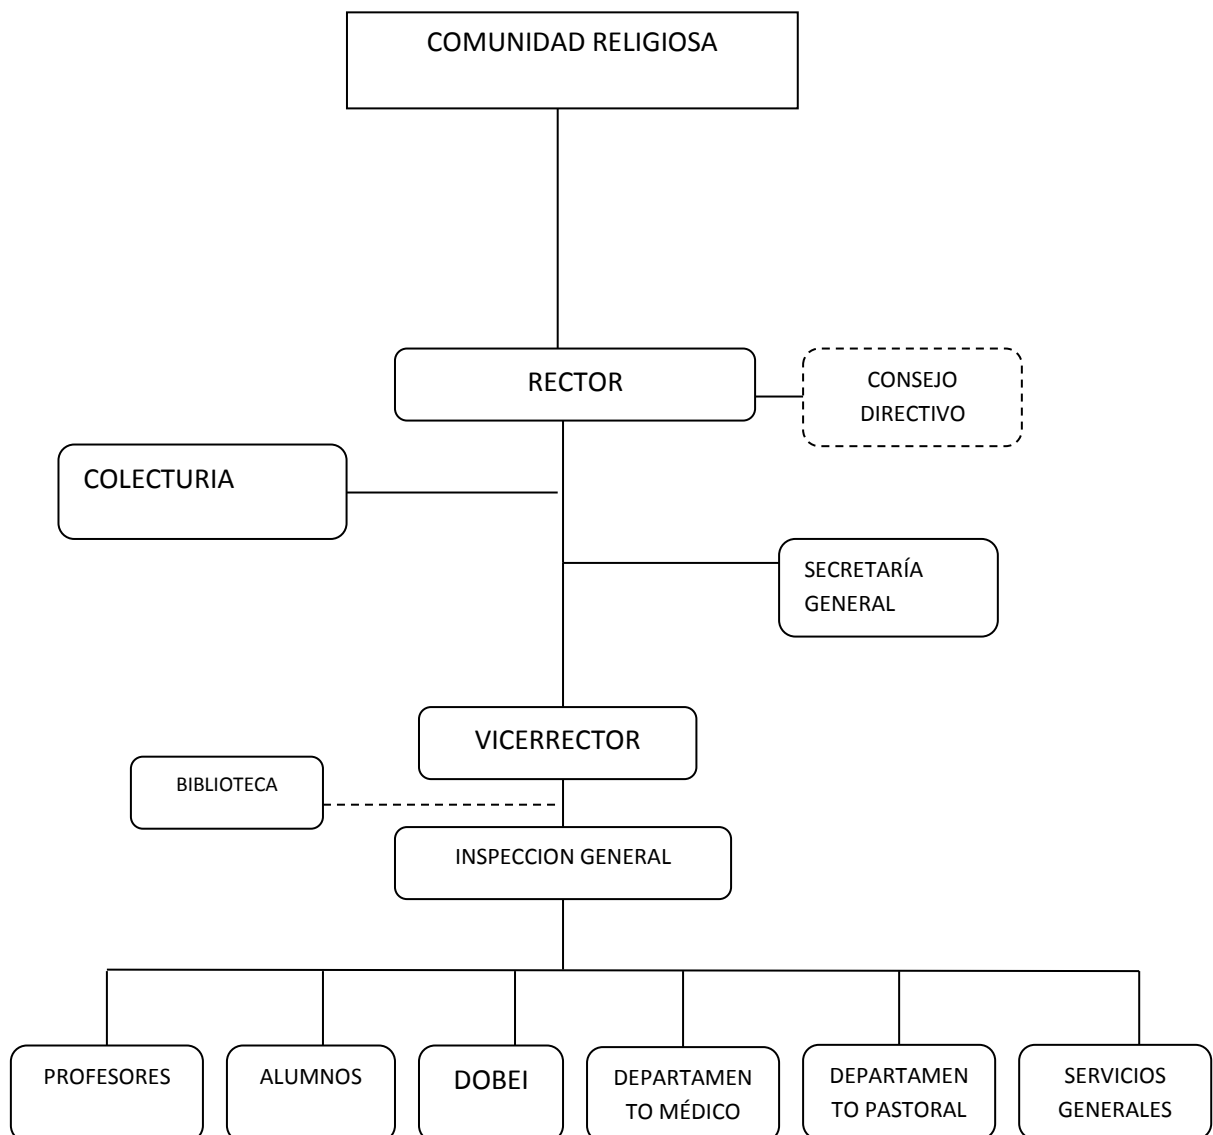 COMUNIDAD RELIGIOSA
RECTOR
CONSEJO
DIRECTIVO
COLECTURIA
SECRETARÍA
GENERAL
VICERRECTOR
BIBLIOTECA
INSPECCION GENERAL
PROFESORES
ALUMNOS
DOBEI
DEPARTAMEN
TO MÉDICO
DEPARTAMEN
TO PASTORAL
SERVICIOS
GENERALES